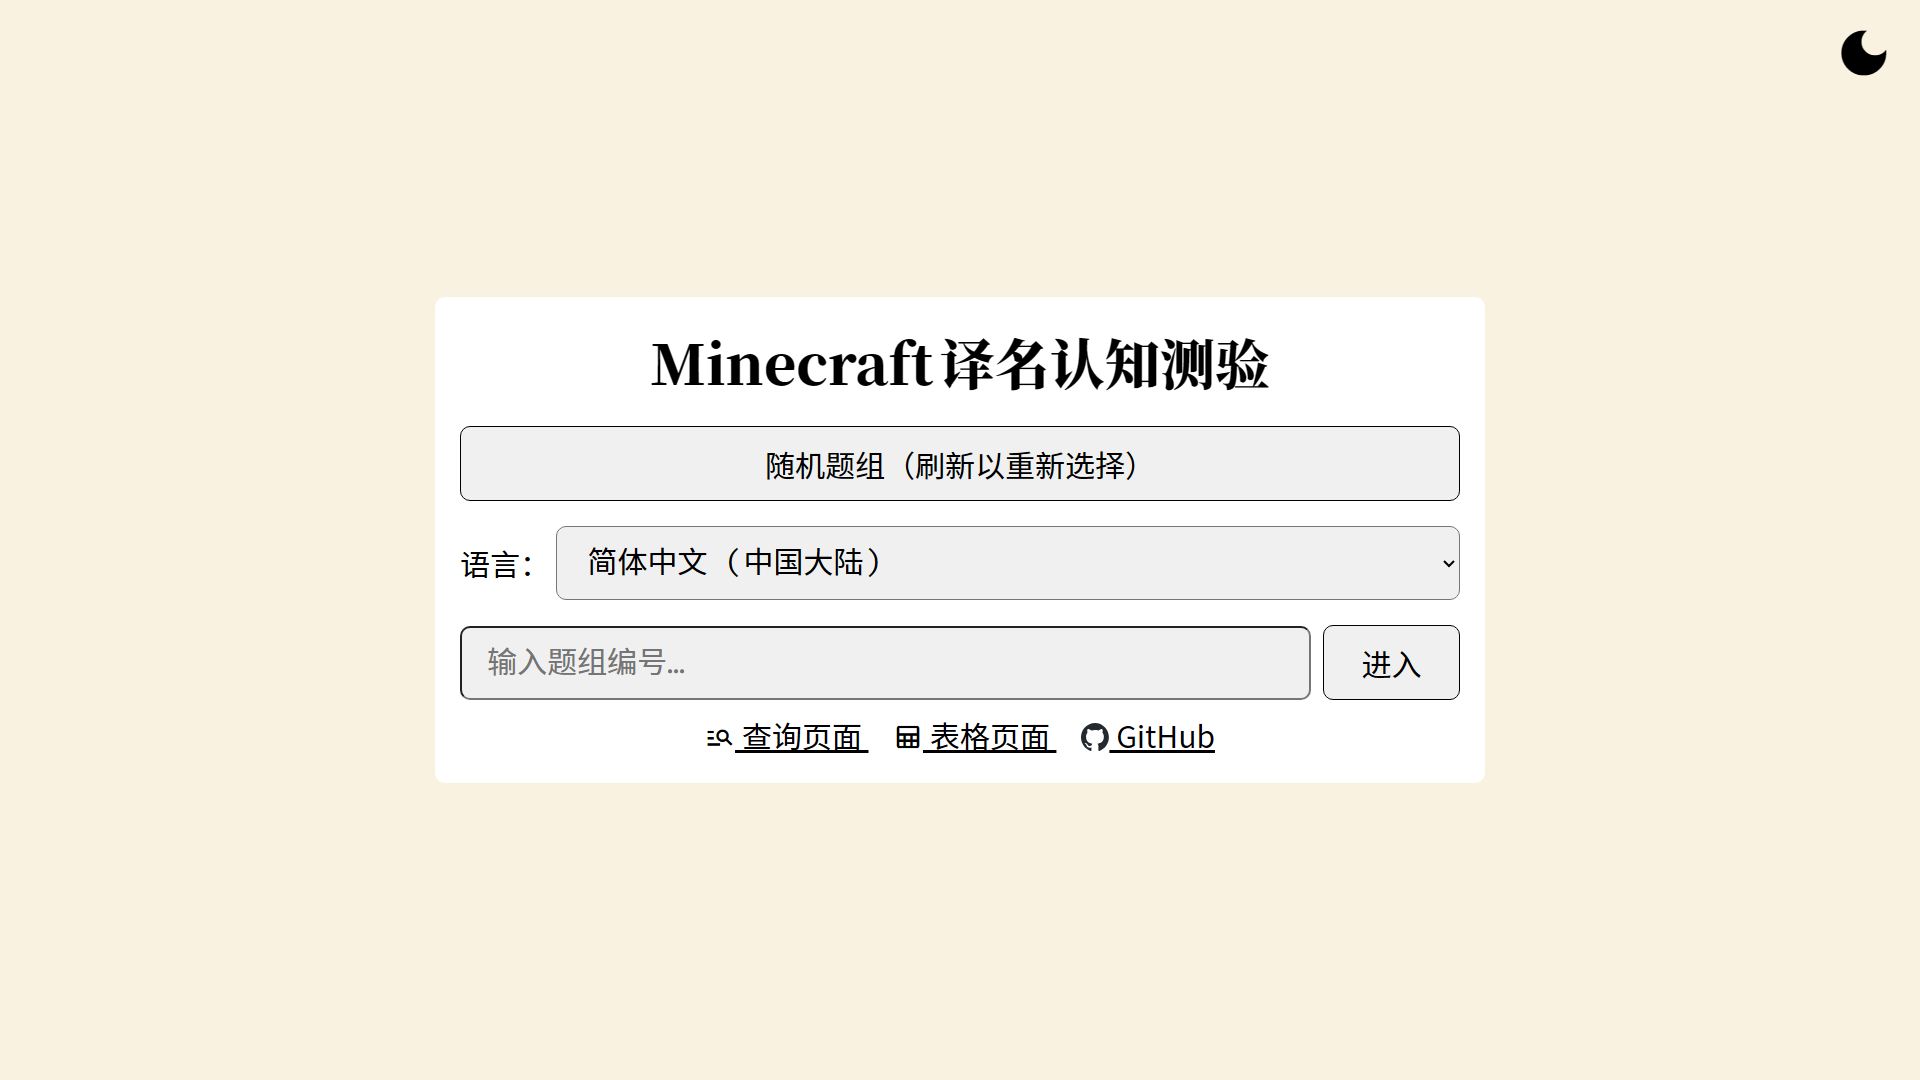 Minecraft译名认知测验
随机题组（刷新以重新选择）
语言：
简体中文（中国大陆）
输入题组编号…
进入
查询页面 表格页面 GitHub